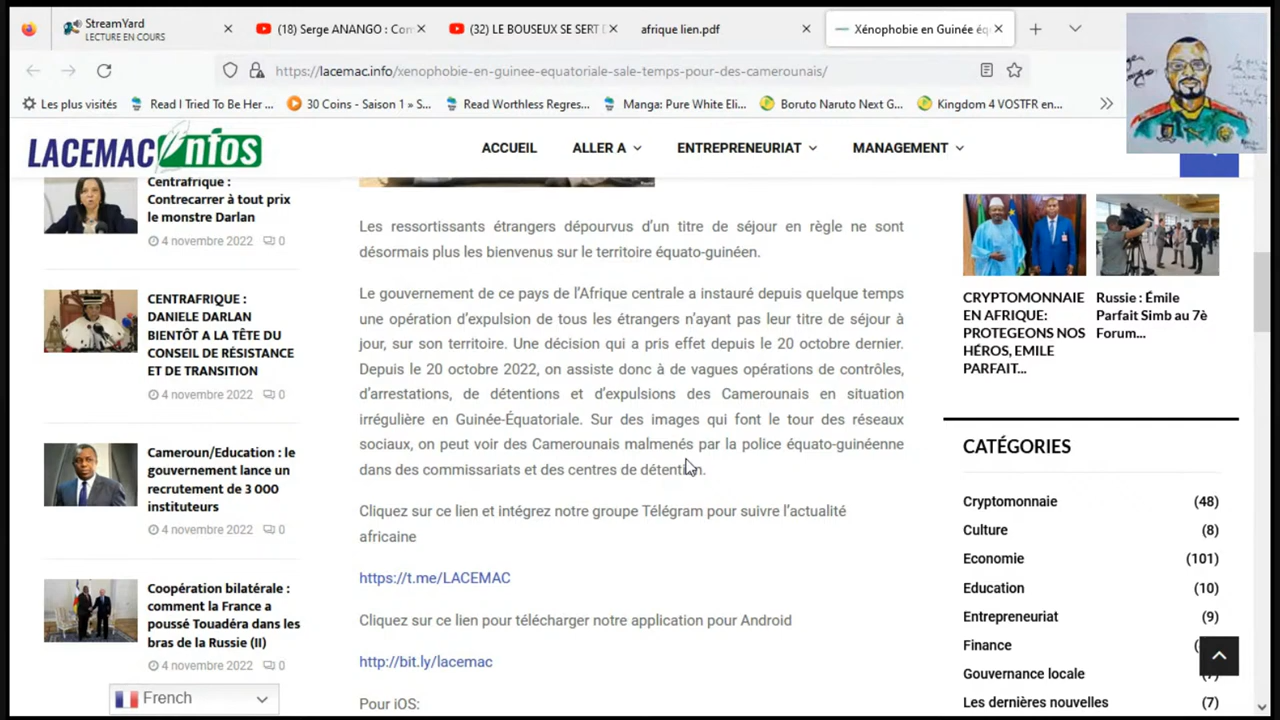 StreamYard
LECTURE EN COURS
(18) Serge ANANGO : Con
(32) LE BOUSEUX SE SERT D
afrique lien.pdf
Xénophobie en Guinée éq
https://lacemac.info/xenophobie-en-guinee-equatoriale-sale-temps-pour-des-camerounais/
Les plus visités
Read I Tried To Be Her ...
30 Coins - Saison 1 » S...
Read Worthless Regres...
Manga: Pure White Eli...
Boruto Naruto Next G...
Kingdom 4 VOSTFR en...
LACEMAC infos
ACCUEIL
ALLER A
ENTREPRENEURIAT
MANAGEMENT
Centrafrique :
Contrecarrer à tout prix
le monstre Darlan
4 novembre 2022 0
CENTRAFRIQUE :
DANIELE DARLAN
BIENTÔT A LA TÊTE DU
CONSEIL DE RÉSISTANCE
ET DE TRANSITION
4 novembre 2022 0
Cameroun/Education : le
gouvernement lance un
recrutement de 3 000
instituteurs
4 novembre 2022 0
Coopération bilatérale :
comment la France a
poussé Touadéra dans les
bras de la Russie (II)
4 novembre 2022 0
French
Les ressortissants étrangers dépourvus d'un titre de séjour en règle ne sont
désormais plus les bienvenus sur le territoire équato-guinéen.
Le gouvernement de ce pays de l'Afrique centrale a instauré depuis quelque temps
une opération d'expulsion de tous les étrangers n'ayant pas leur titre de séjour à
jour, sur son territoire. Une décision qui a pris effet depuis le 20 octobre dernier.
Depuis le 20 octobre 2022, on assiste donc à de vagues opérations de contrôles,
d'arrestations, de détentions et d'expulsions des Camerounais en situation
irrégulière en Guinée-Équatoriale. Sur des images qui font le tour des réseaux
sociaux, on peut voir des Camerounais malmenés par la police équato-guinéenne
dans des commissariats et des centres de détention.
Cliquez sur ce lien et intégrez notre groupe Télégram pour suivre l'actualité
africaine
https://t.me/LACEMAC
Cliquez sur ce lien pour télécharger notre application pour Android
http://bit.ly/lacemac
Pour iOS:
CRYPTOMONNAIE
EN AFRIQUE:
PROTEGEONS NOS
HÉROS, EMILE
PARFAIT...
Russie : Émile
Parfait Simb au 7è
Forum...
CATÉGORIES
Cryptomonnaie (48)
Culture (8)
Economie (101)
Education (10)
Entrepreneuriat (9)
Finance
Gouvernance locale
Les dernières nouvelles (7)